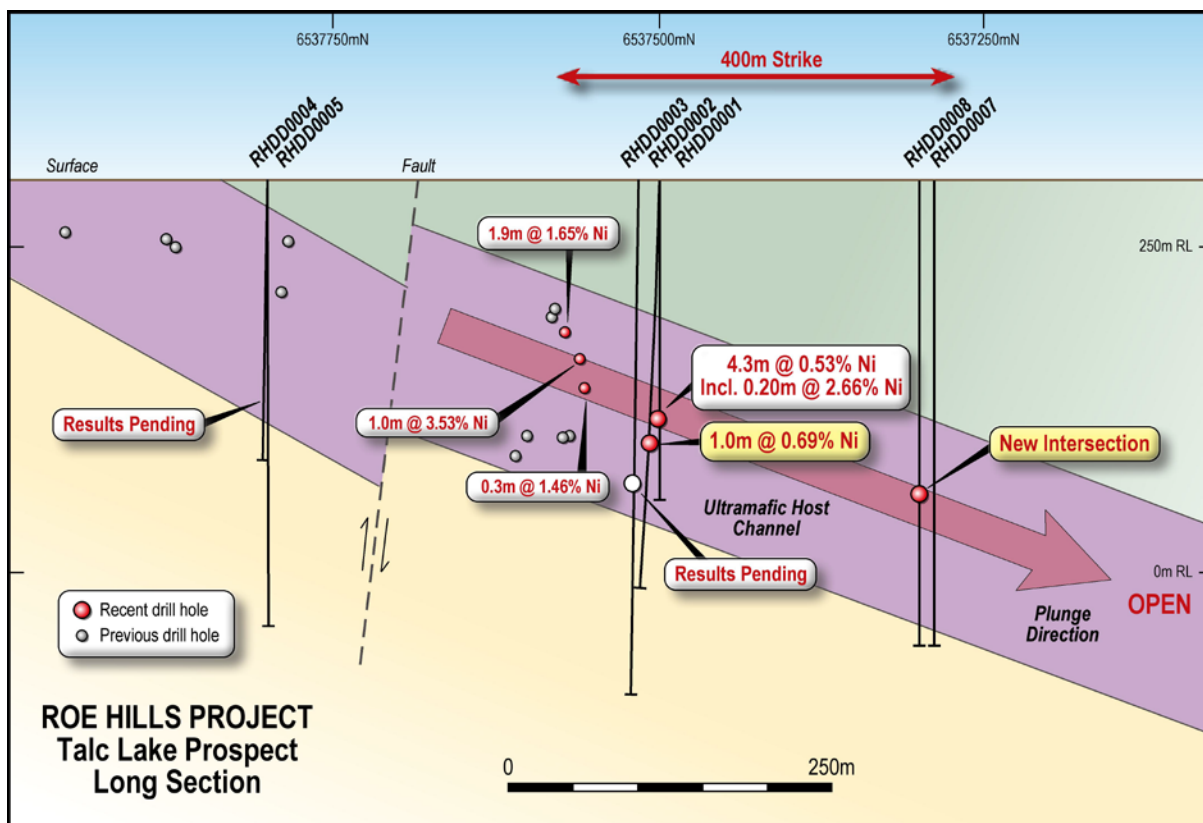 6537750mN
6537500mN
6537250mN
400m Strike
RHDD0004
RHDD0005
RHDD0003
RHDD0002
RHDD0001
RHDD0008
RHDD0007
Surface
Fault
1.9m @ 1.65% Ni
250m RL
4.3m @ 0.53% Ni
Incl. 0.20m @ 2.66% Ni
Results Pending
1.0m @ 3.53% Ni
1.0m @ 0.69% Ni
New Intersection
0.3m @ 1.46% Ni
Ultramafic Host
Channel
Results Pending
0m RL
OPEN
Plunge
Direction
Recent drill hole
Previous drill hole
ROE HILLS PROJECT
Talc Lake Prospect
Long Section
0
250m